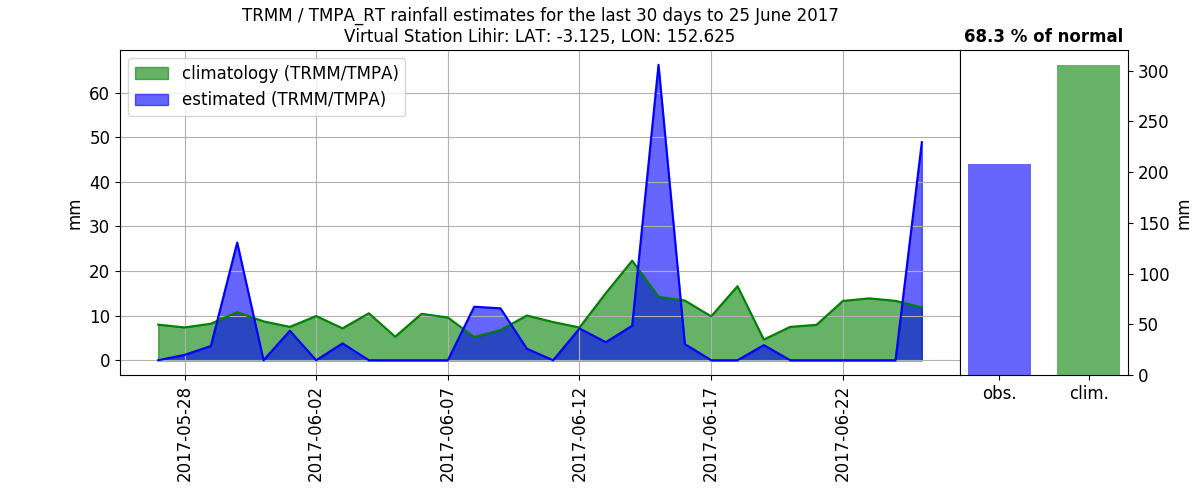 TRMM / TMPA_RT rainfall estimates for the last 30 days to 25 June 2017
Virtual Station Lihir: LAT: -3.125, LON: 152.625
68.3 % of normal
climatology (TRMM/TMPA)
estimated (TRMM/TMPA)
mm
60
50
40
30
20
10
0
2017-05-28
2017-06-02
2017-06-07
2017-06-12
2017-06-17
2017-06-22
300
250
200
150
100
50
0
mm
obs.
clim.